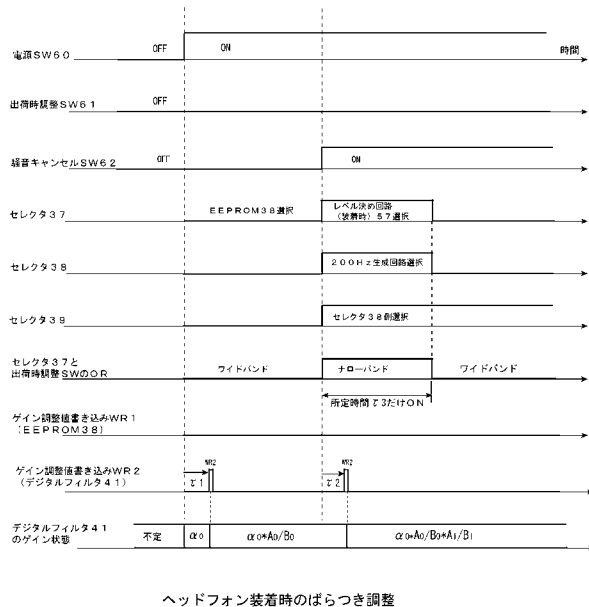 電源SW60
OFF
ON
時間
出荷時調整SW61
OFF
騒音キャンセルSW62
OFF
ON
セレクタ37
EEPROM38選択
レベル決め回路
(装着時)57選択
セレクタ38
200Hz生成回路選択
セレクタ39
セレクタ38側選択
セレクタ37と
出荷時調整SWのOR
ワイドバンド
ナローバンド
ワイドバンド
所定時間τ3だけON
ゲイン調整値書き込みWR1
(EEPROM38)
ゲイン調整値書き込みWR2
(デジタルフィルタ41)
τ1
WR2
τ2
WR2
デジタルフィルタ41
のゲイン状態
不定
α0
α0*A0/B0
α0*A0/B0*A1/B1
ヘッドフォン装着時のばらつき調整